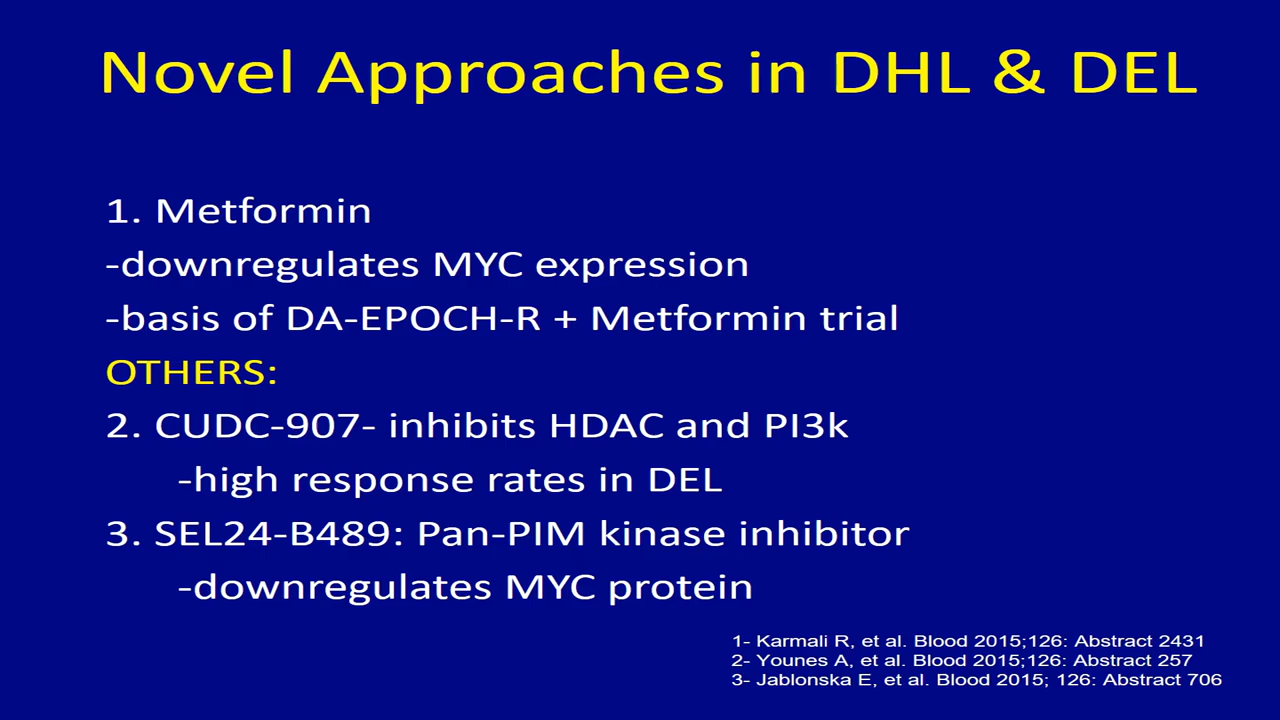 Novel Approaches in DHL & DEL
1. Metformin
-downregulates MYC expression
-basis of DA-EPOCH-R + Metformin trial
OTHERS:
2. CUDC-907- inhibits HDAC and PI3k
-high response rates in DEL
3. SEL24-B489: Pan-PIM kinase inhibitor
-downregulates MYC protein
1- Karmali R, et al. Blood 2015;126: Abstract 2431
2- Younes A, et al. Blood 2015;126: Abstract 257
3- Jablonska E, et al. Blood 2015; 126: Abstract 706